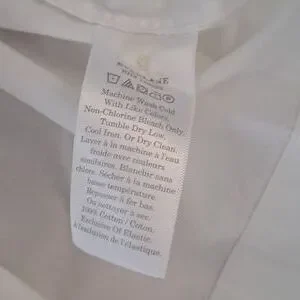 Machine Wash Cold
With Like Colors.
Non-Chlorine Bleach Only.
Tumble Dry Low.
Cool Iron. Or Dry Clean.
Laver à la machine à l'eau
froide avec couleurs
similaires. Blanchir sans
chlore. Sécher à la machine
basse température.
Repasser à fer bas.
Ou nettoyer à sec.
100% Cotton / Coton.
Exclusive Of Elastic.
A l'exclusion de l'élastique.